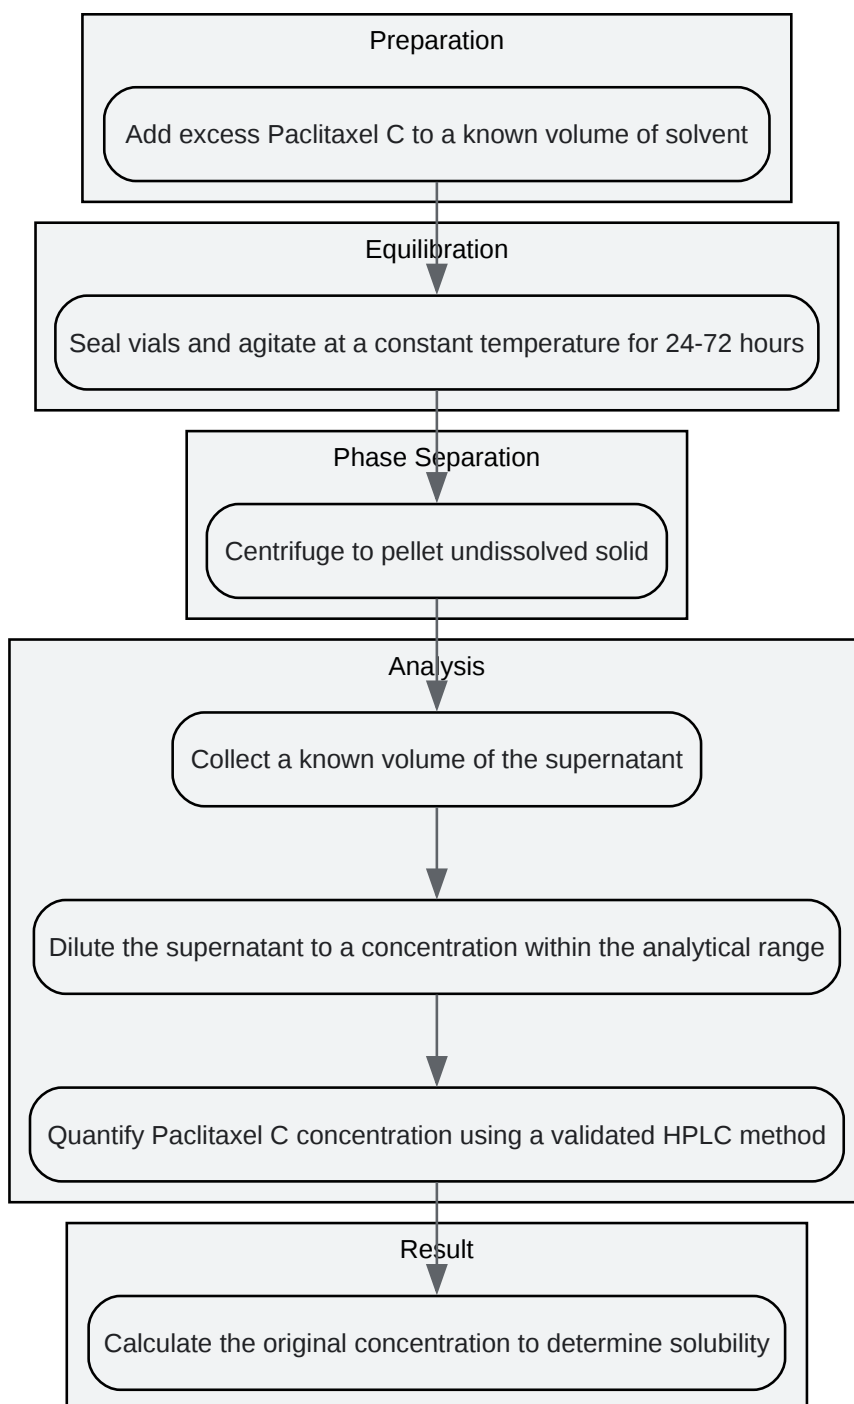 Preparation
Add excess Paclitaxel C to a known volume of solvent
Equilibration
Seal vials and agitate at a constant temperature for 24-72 hours
Phase Separation
Centrifuge to pellet undissolved solid
Analysis
Collect a known volume of the supernatant
Dilute the supernatant to a concentration within the analytical range
Quantify Paclitaxel C concentration using a validated HPLC method
Result
Calculate the original concentration to determine solubility